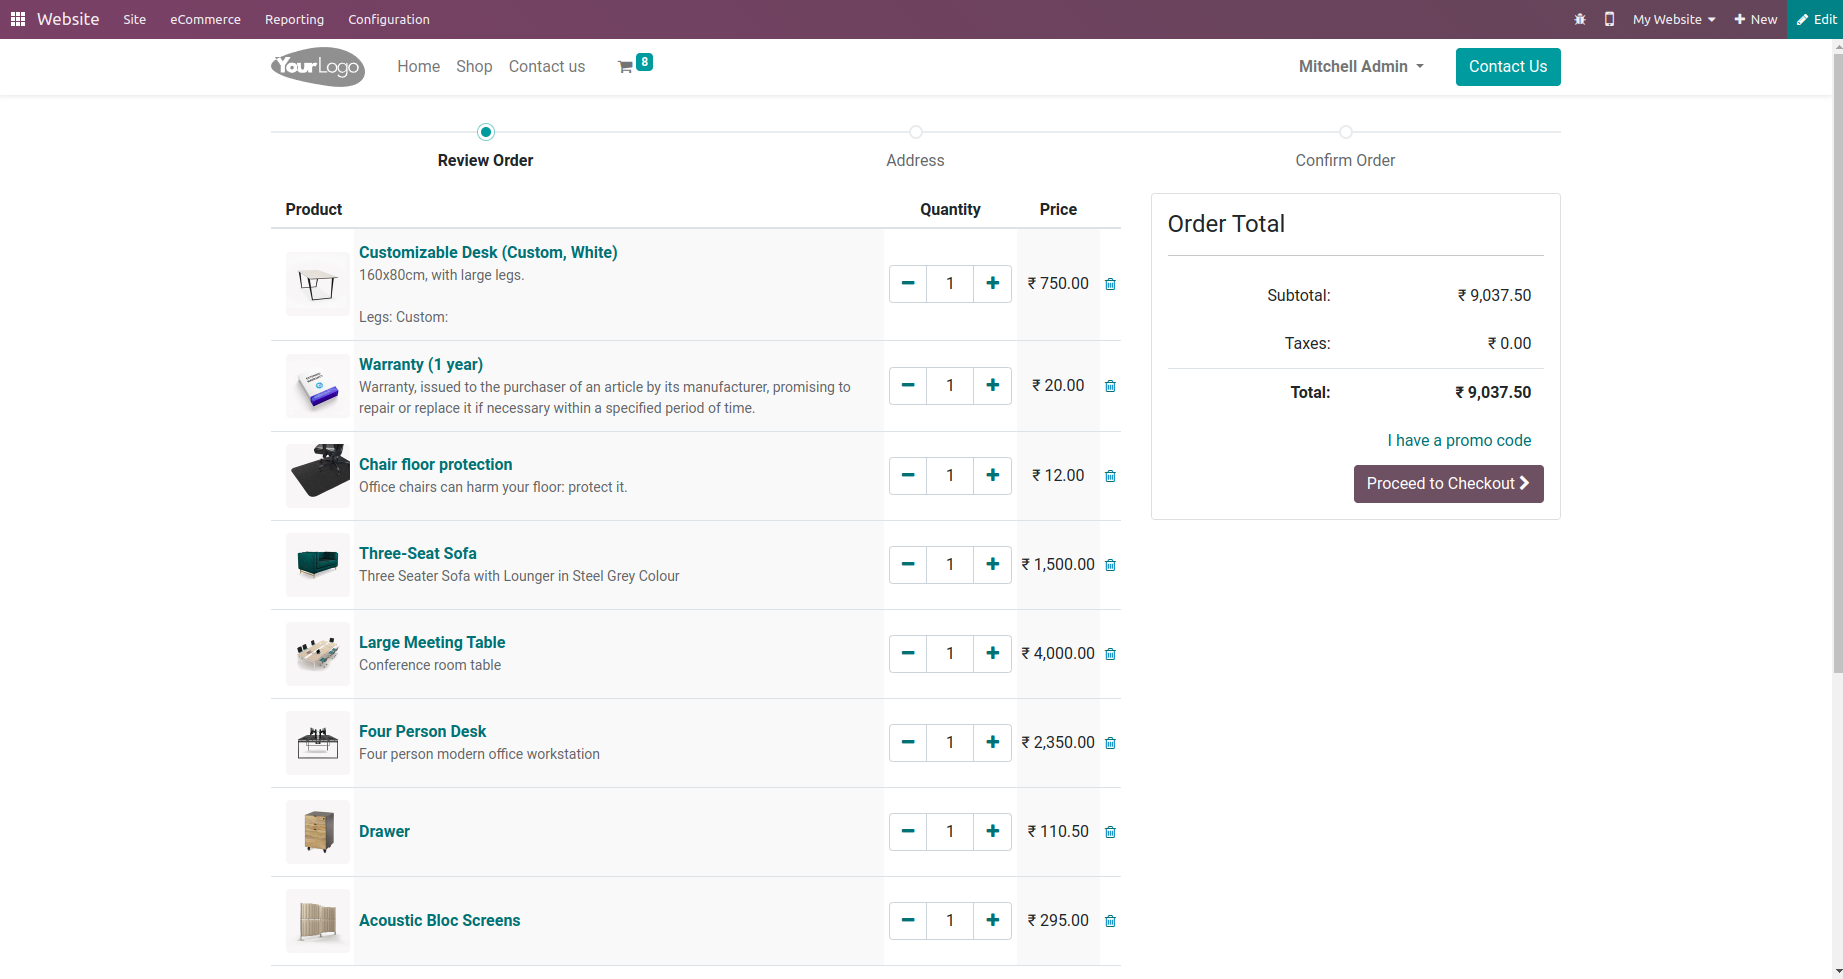 Website Site eCommerce Reporting Configuration My Website New Edit
YourLogo Home Shop Contact us 8 Mitchell Admin Contact Us
Review Order Address Confirm Order
Product Quantity Price
Customizable Desk (Custom, White)
160x80cm, with large legs.
Legs: Custom:
1 ₹ 750.00
Warranty (1 year)
Warranty, issued to the purchaser of an article by its manufacturer, promising to
repair or replace it if necessary within a specified period of time.
1 ₹ 20.00
Chair floor protection
Office chairs can harm your floor: protect it.
1 ₹ 12.00
Three-Seat Sofa
Three Seater Sofa with Lounger in Steel Grey Colour
1 ₹ 1,500.00
Large Meeting Table
Conference room table
1 ₹ 4,000.00
Four Person Desk
Four person modern office workstation
1 ₹ 2,350.00
Drawer 1 ₹ 110.50
Acoustic Bloc Screens 1 ₹ 295.00
Order Total
Subtotal: ₹ 9,037.50
Taxes: ₹ 0.00
Total: ₹ 9,037.50
I have a promo code
Proceed to Checkout